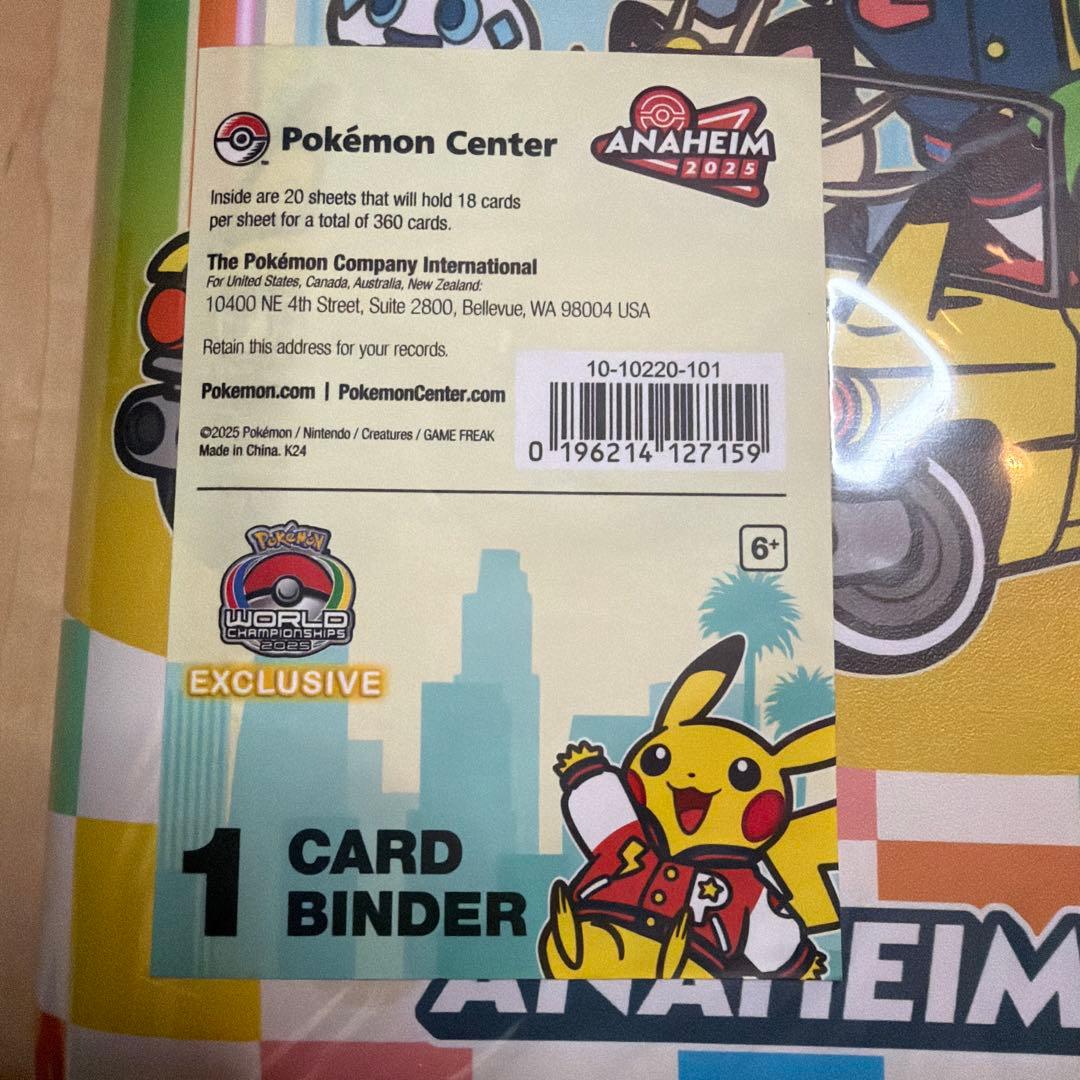 Pokémon Center
ANAHEIM
2025
Inside are 20 sheets that will hold 18 cards
per sheet for a total of 360 cards.
The Pokémon Company International
For United States, Canada, Australia, New Zealand:
10400 NE 4th Street, Suite 2800, Bellevue, WA 98004 USA
Retain this address for your records.
Pokemon.com | PokemonCenter.com
©2025 Pokémon / Nintendo / Creatures / GAME FREAK
Made in China. K24
10-10220-101
0 196214 127159
POKÉMON
WORLD
CHAMPIONSHIPS
2025
EXCLUSIVE
6+
1 CARD
BINDER
P
ANAHEIM